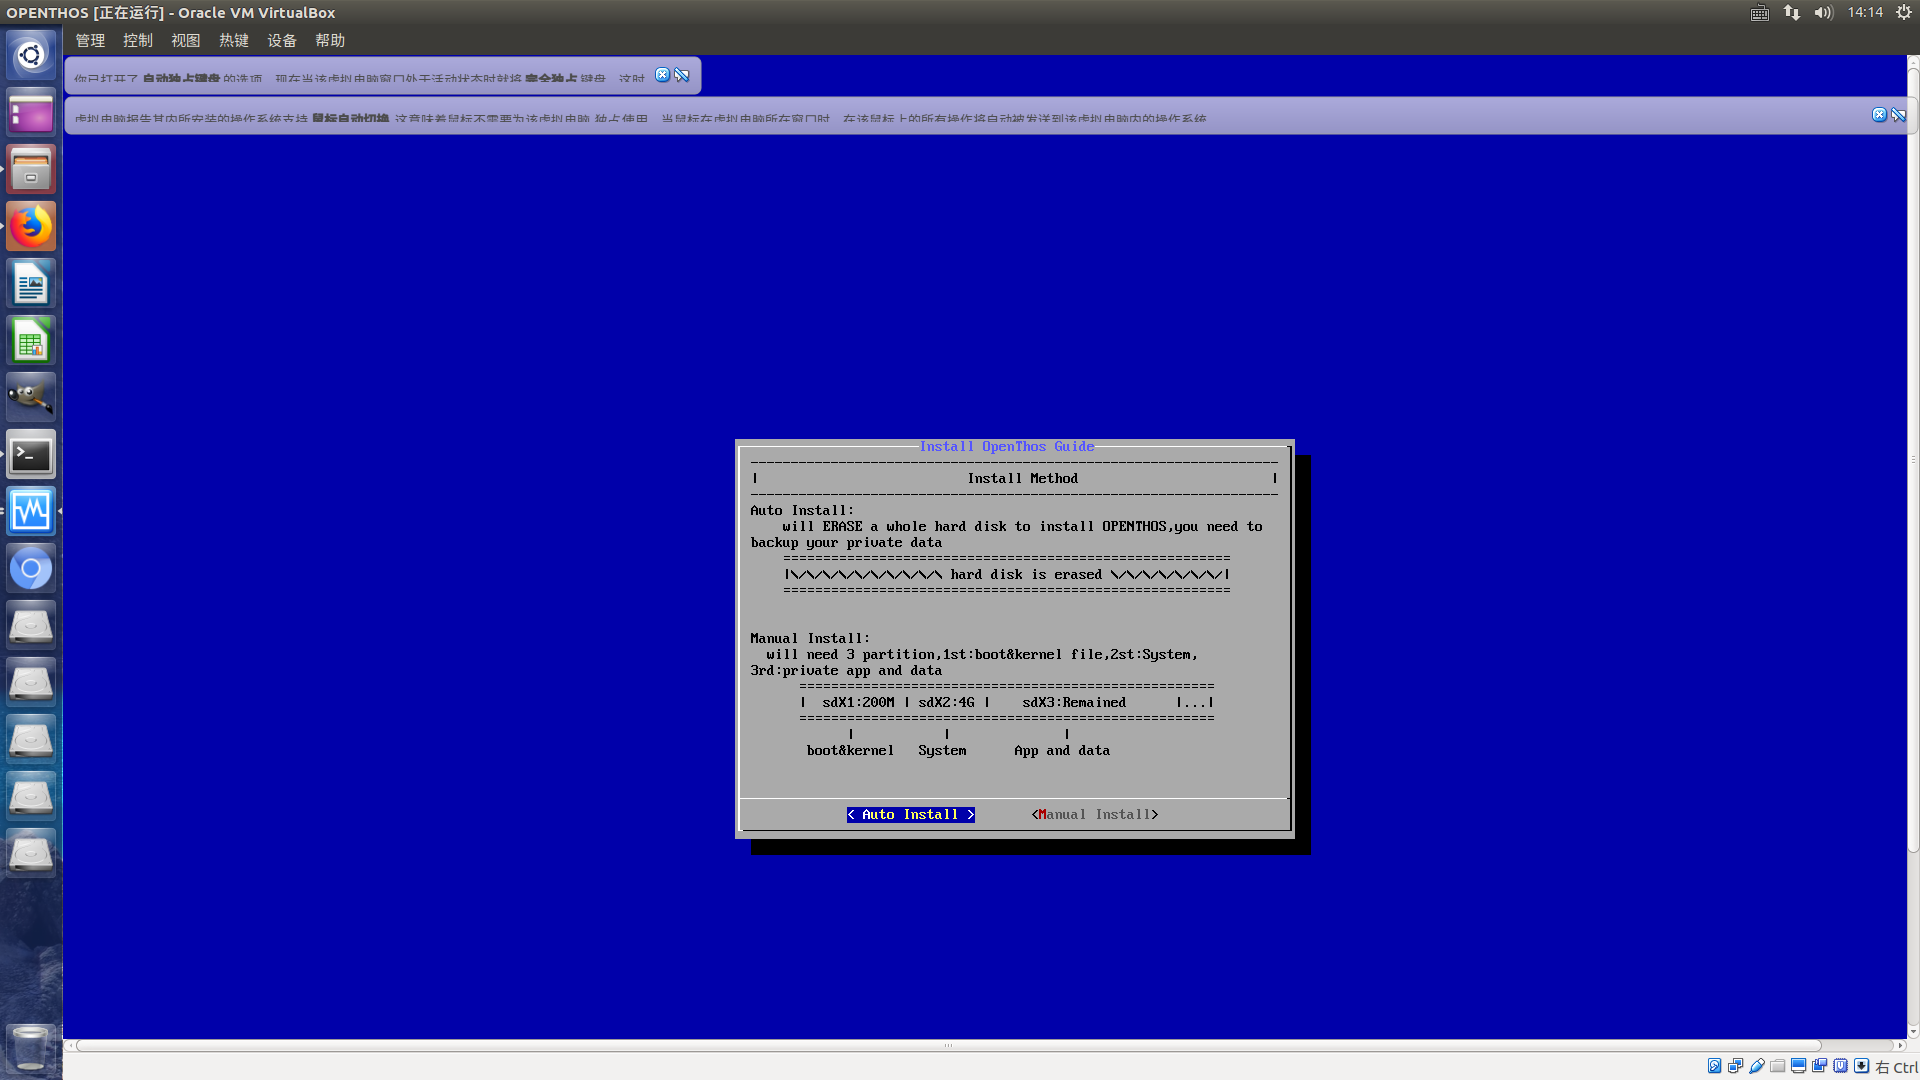 OPENTHOS [正在运行] - Oracle VM VirtualBox
14:14
管理 控制 视图 热键 设备 帮助
你已打开了 自动独占键盘 的选项。现在当该虚拟电脑窗口处于活动状态时就将 完全独占 键盘。这时
虚拟电脑报告其内所安装的操作系统支持 鼠标自动切换。这意味着鼠标不需要为该虚拟电脑 独占 使用。当鼠标在虚拟电脑所在窗口时，在该鼠标上的所有操作将自动被发送到该虚拟电脑内的操作系统
Install OpenThos Guide
--------------------------------------------------------------
| Install Method |
--------------------------------------------------------------
Auto Install:
will ERASE a whole hard disk to install OPENTHOS,you need to
backup your private data
========================================================
|\/\/\/\/\/\/\/\/\/\ hard disk is erased \/\/\/\/\/\/\/|
========================================================
Manual Install:
will need 3 partition,1st:boot&kernel file,2st:System,
3rd:private app and data
====================================================
| sdX1:200M | sdX2:4G | sdX3:Remained |...|
====================================================
| | |
boot&kernel System App and data
< Auto Install > <Manual Install>
右 Ctrl